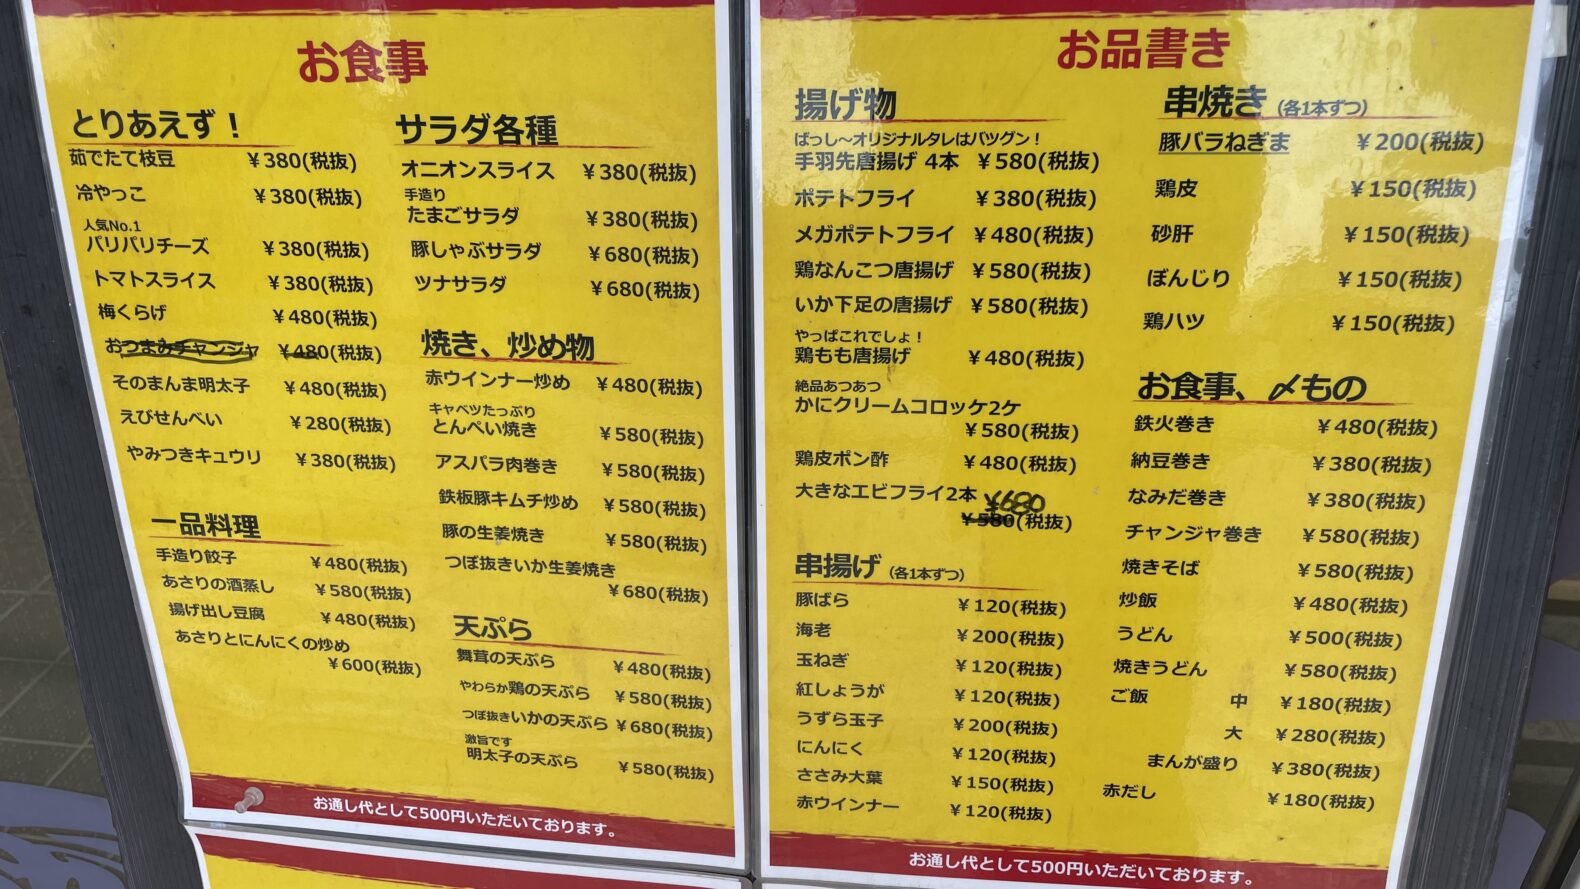 お食事
とりあえず！
茹でたて枝豆 ￥380(税抜)
冷やっこ ￥380(税抜)
人気No.1
パリパリチーズ ￥380(税抜)
トマトスライス ￥380(税抜)
梅くらげ ￥480(税抜)
おつまみチャンジャ ￥480(税抜)
そのまんま明太子 ￥480(税抜)
えびせんべい ￥280(税抜)
やみつきキュウリ ￥380(税抜)
一品料理
手造り餃子 ￥480(税抜)
あさりの酒蒸し ￥580(税抜)
揚げ出し豆腐 ￥480(税抜)
あさりとにんにくの炒め
￥600(税抜)
サラダ各種
オニオンスライス ￥380(税抜)
手造り
たまごサラダ ￥380(税抜)
豚しゃぶサラダ ￥680(税抜)
ツナサラダ ￥680(税抜)
焼き、炒め物
赤ウインナー炒め ￥480(税抜)
キャベツたっぷり
とんぺい焼き ￥580(税抜)
アスパラ肉巻き ￥580(税抜)
鉄板豚キムチ炒め ￥580(税抜)
豚の生姜焼き ￥580(税抜)
つぼ抜きいか生姜焼き
￥680(税抜)
天ぷら
舞茸の天ぷら ￥480(税抜)
やわらか鶏の天ぷら ￥580(税抜)
つぼ抜きいかの天ぷら ￥680(税抜)
激旨です
明太子の天ぷら ￥580(税抜)
お通し代として500円いただいております。
お品書き
揚げ物
ばっし～オリジナルタレはバツグン！
手羽先唐揚げ 4本 ￥580(税抜)
ポテトフライ ￥380(税抜)
メガポテトフライ ￥480(税抜)
鶏なんこつ唐揚げ ￥580(税抜)
いか下足の唐揚げ ￥580(税抜)
やっぱこれでしょ！
鶏もも唐揚げ ￥480(税抜)
絶品あつあつ
かにクリームコロッケ2ケ
￥580(税抜)
鶏皮ポン酢 ￥480(税抜)
大きなエビフライ2本 ¥680
￥580(税抜)
串揚げ (各1本ずつ)
豚ばら ￥120(税抜)
海老 ￥200(税抜)
玉ねぎ ￥120(税抜)
紅しょうが ￥120(税抜)
うずら玉子 ￥200(税抜)
にんにく ￥120(税抜)
ささみ大葉 ￥150(税抜)
赤ウインナー ￥120(税抜)
串焼き (各1本ずつ)
豚バラねぎま ￥200(税抜)
鶏皮 ￥150(税抜)
砂肝 ￥150(税抜)
ぼんじり ￥150(税抜)
鶏ハツ ￥150(税抜)
お食事、〆もの
鉄火巻き ￥480(税抜)
納豆巻き ￥380(税抜)
なみだ巻き ￥380(税抜)
チャンジャ巻き ￥580(税抜)
焼きそば ￥580(税抜)
炒飯 ￥480(税抜)
うどん ￥500(税抜)
焼きうどん ￥580(税抜)
ご飯 中 ￥180(税抜)
大 ￥280(税抜)
まんが盛り ￥380(税抜)
赤だし ￥180(税抜)
お通し代として500円いただいております。